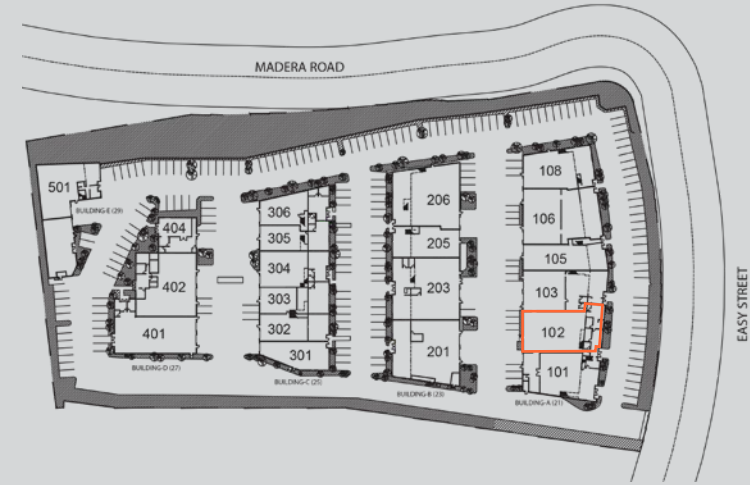 MADERA ROAD
EASY STREET
501
BUILDING-E (29)
404
402
401
BUILDING-D (27)
306
305
304
303
302
301
BUILDING-C (25)
206
205
203
201
BUILDING-B (23)
108
106
105
103
102
101
BUILDING-A (21)